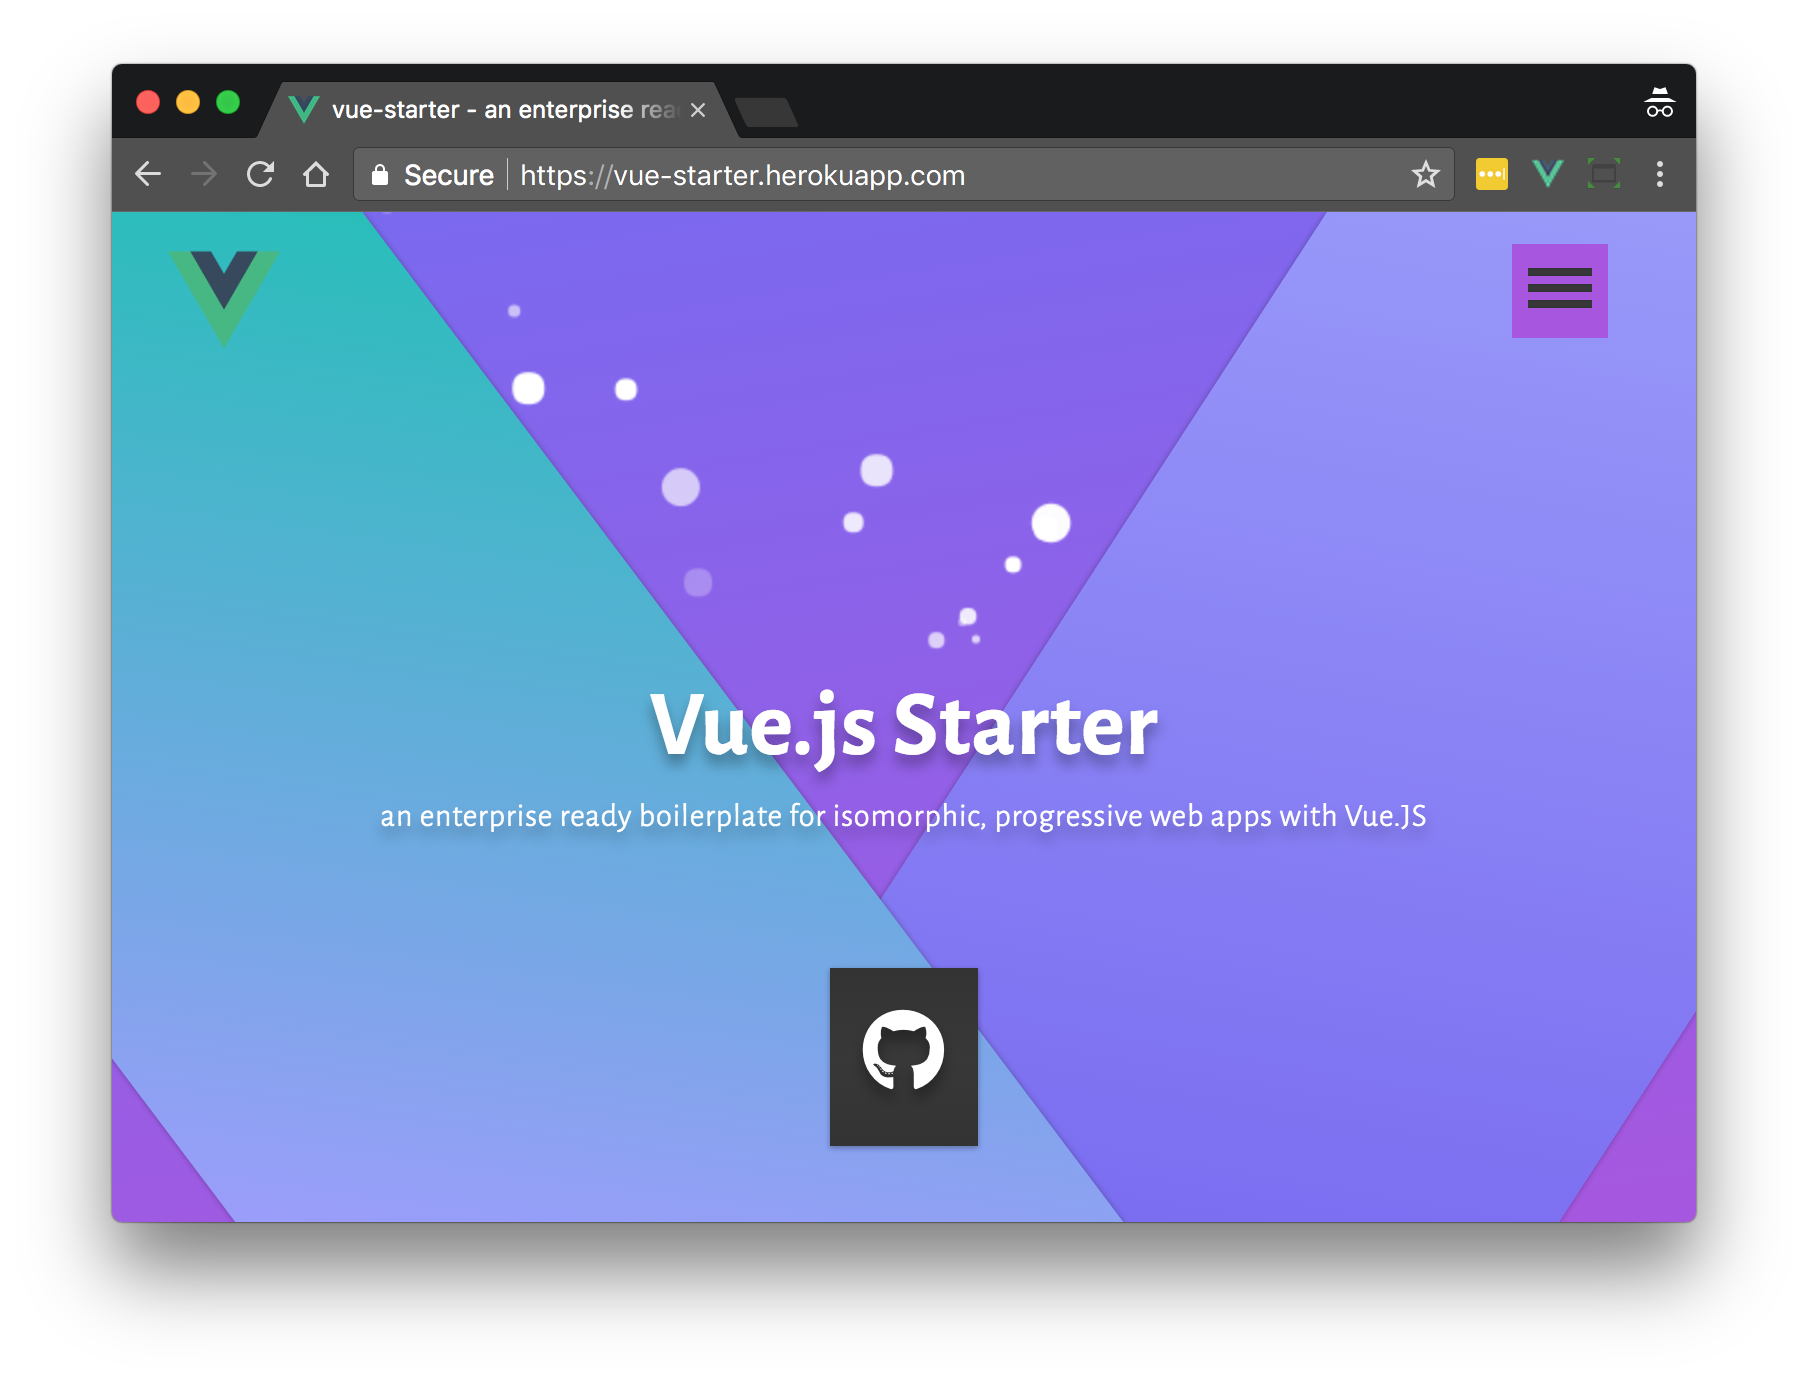 vue-starter - an enterprise rea
Secure https://vue-starter.herokuapp.com
Vue.js Starter
an enterprise ready boilerplate for isomorphic, progressive web apps with Vue.JS